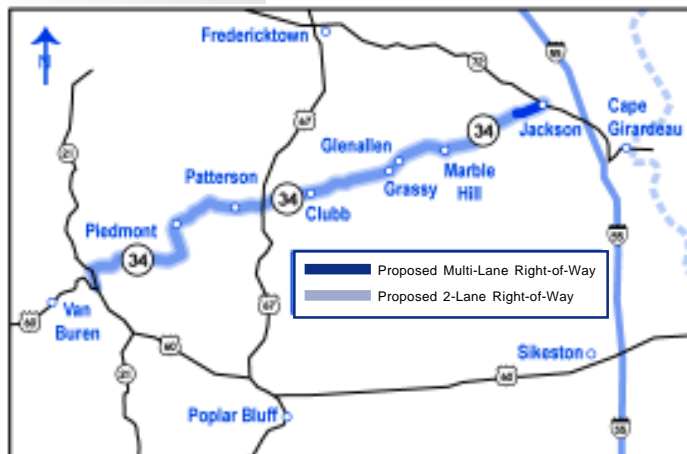 Fredericktown
N
55
72
21
67
34
Cape
Girardeau
Jackson
Glenallen
Patterson
Marble
Hill
Grassy
34
Clubb
Piedmont
34
55
Proposed Multi-Lane Right-of-Way
Proposed 2-Lane Right-of-Way
67
60
Van
Buren
60
21
Sikeston
60
Poplar Bluff
55